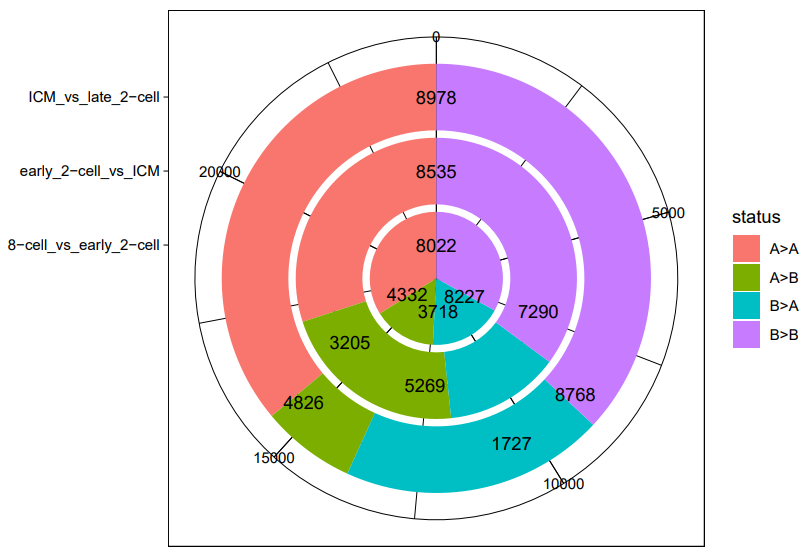 0
ICM_vs_late_2−cell
8978
early_2−cell_vs_ICM
8535
20000
5000
8−cell_vs_early_2−cell
8022
4332
8227
3718
7290
3205
5269
4826
8768
1727
15000
10000
status
A>A
A>B
B>A
B>B